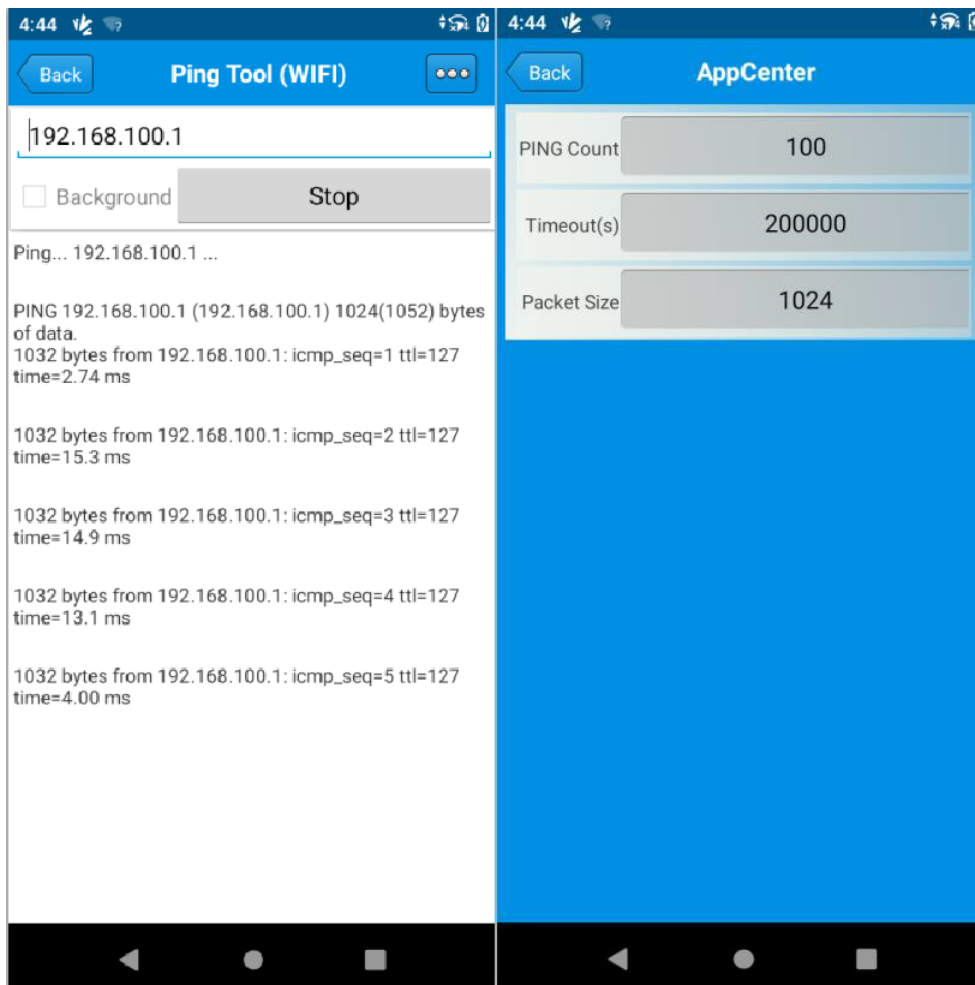 4:44
Back
Ping Tool (WIFI)
192.168.100.1
Background
Stop
Ping... 192.168.100.1 ...
PING 192.168.100.1 (192.168.100.1) 1024(1052) bytes
of data.
1032 bytes from 192.168.100.1: icmp_seq=1 ttl=127
time=2.74 ms
1032 bytes from 192.168.100.1: icmp_seq=2 ttl=127
time=15.3 ms
1032 bytes from 192.168.100.1: icmp_seq=3 ttl=127
time=14.9 ms
1032 bytes from 192.168.100.1: icmp_seq=4 ttl=127
time=13.1 ms
1032 bytes from 192.168.100.1: icmp_seq=5 ttl=127
time=4.00 ms
4:44
Back
AppCenter
PING Count
100
Timeout(s)
200000
Packet Size
1024